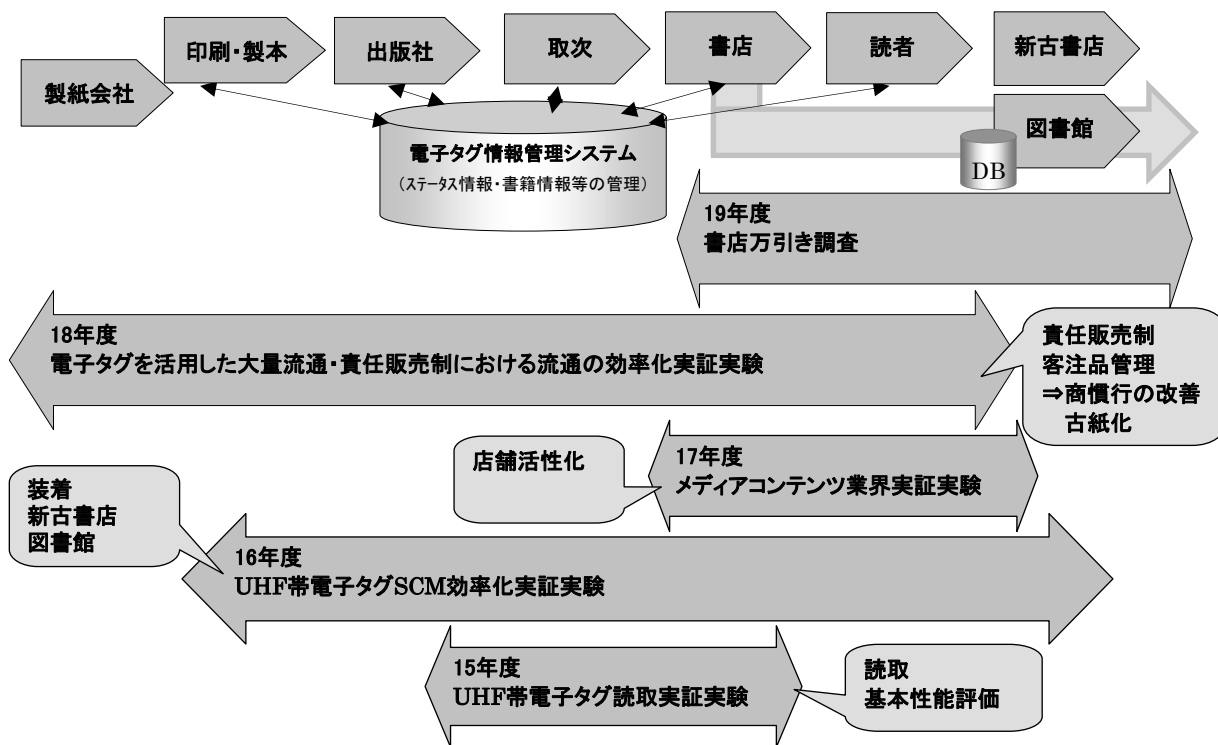 製紙会社
印刷・製本
出版社
取次
書店
読者
新古書店
図書館
DB
電子タグ情報管理システム
（ステータス情報・書籍情報等の管理）
19年度
書店万引き調査
18年度
電子タグを活用した大量流通・責任販売制における流通の効率化実証実験
責任販売制
客注品管理
⇒商慣行の改善
古紙化
店舗活性化
17年度
メディアコンテンツ業界実証実験
装着
新古書店
図書館
16年度
UHF帯電子タグSCM効率化実証実験
15年度
UHF帯電子タグ読取実証実験
読取
基本性能評価